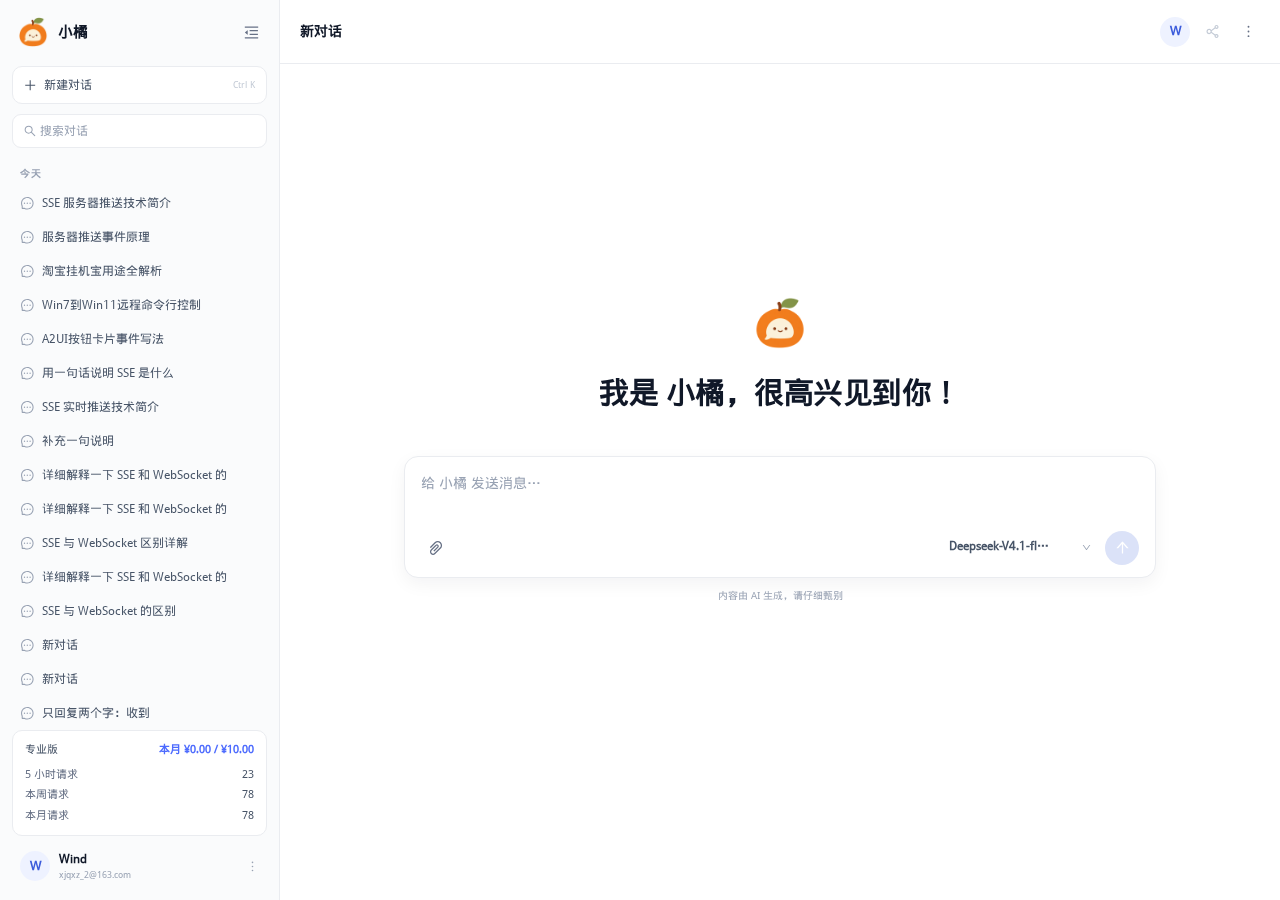 小橘
新建对话
Ctrl K
搜索对话
今天
SSE 服务器推送技术简介
服务器推送事件原理
淘宝挂机宝用途全解析
Win7到Win11远程命令行控制
A2UI按钮卡片事件写法
用一句话说明 SSE 是什么
SSE 实时推送技术简介
补充一句说明
详细解释一下 SSE 和 WebSocket 的
详细解释一下 SSE 和 WebSocket 的
SSE 与 WebSocket 区别详解
详细解释一下 SSE 和 WebSocket 的
SSE 与 WebSocket 的区别
新对话
新对话
只回复两个字：收到
专业版
本月 ¥0.00 / ¥10.00
5 小时请求 23
本周请求 78
本月请求 78
W
Wind
xjqxz_2@163.com
新对话
W
我是 小橘，很高兴见到你！
给 小橘 发送消息…
Deepseek-V4.1-fl…
内容由 AI 生成，请仔细甄别